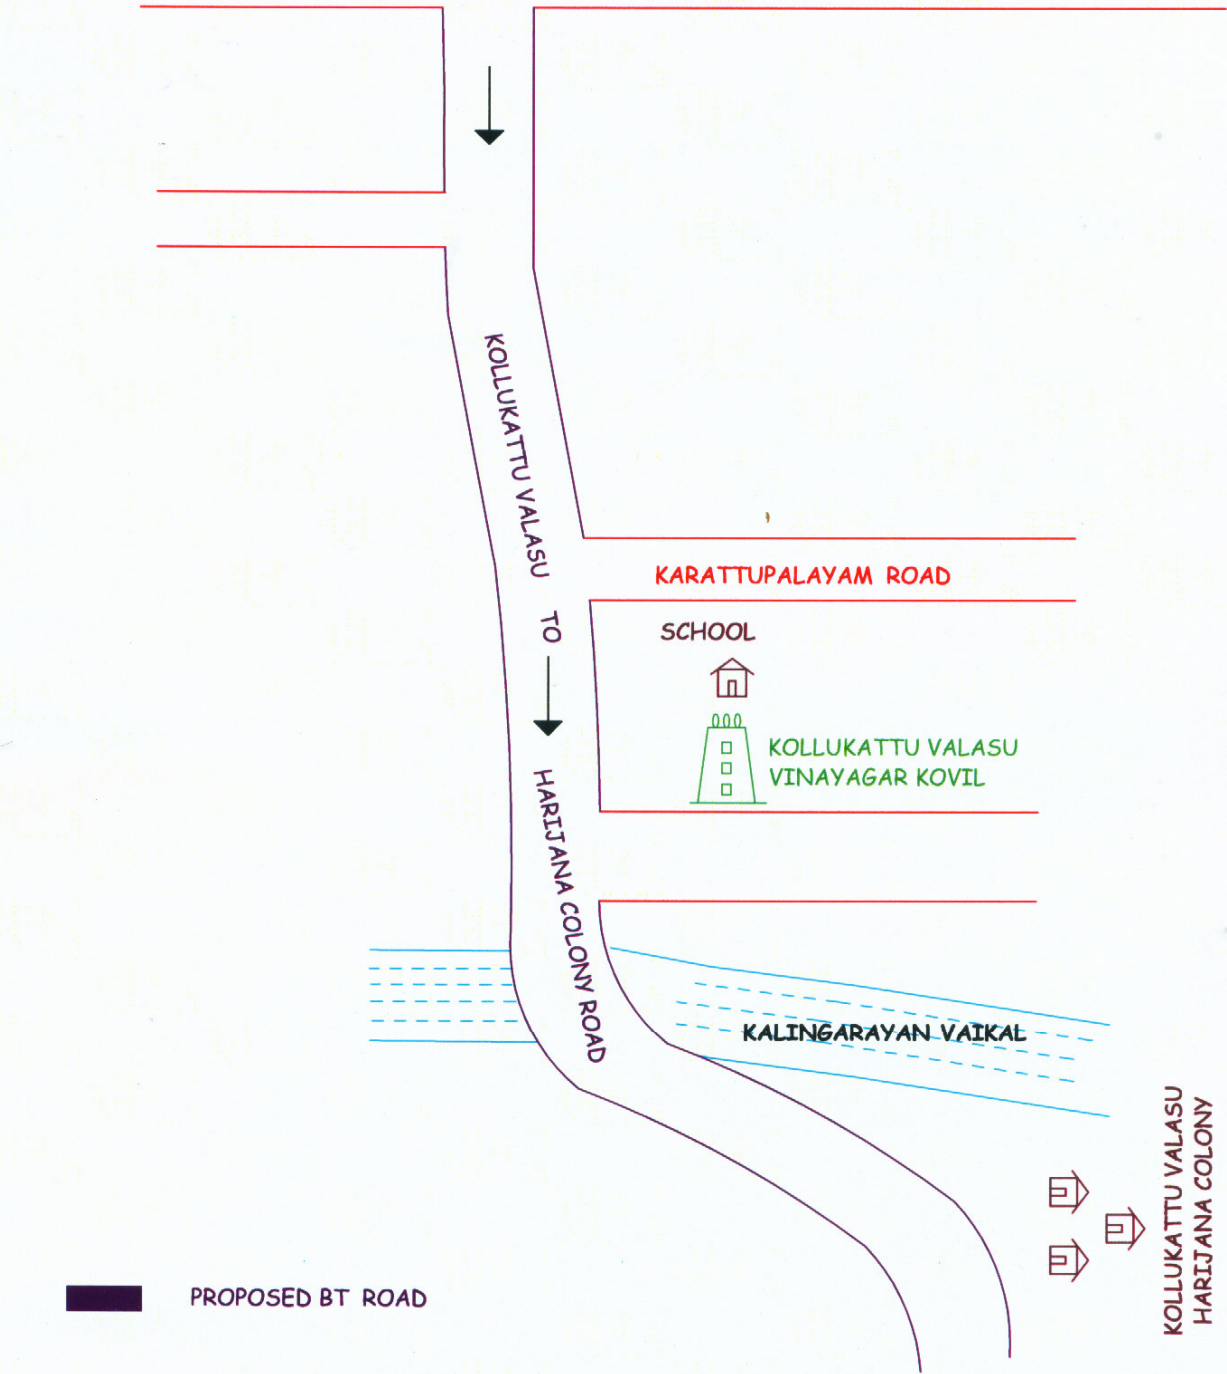 KOLLUKATTU VALASU TO HARIJANA COLONY ROAD
KARATTUPALAYAM ROAD
SCHOOL
KOLLUKATTU VALASU
VINAYAGAR KOVIL
KALINGARAYAN VAIKAL
KOLLUKATTU VALASU
HARIJANA COLONY
PROPOSED BT ROAD